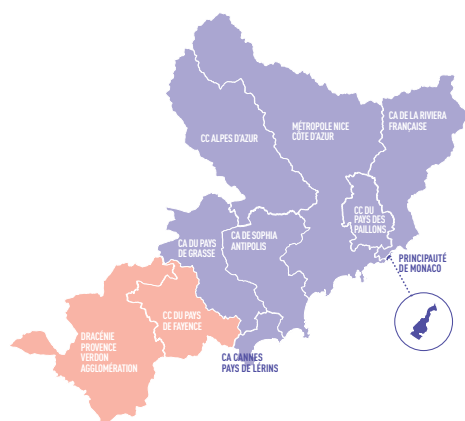 CC ALPES D'AZUR
MÉTROPOLE NICE
CÔTE D'AZUR
CA DE LA RIVIERA
FRANÇAISE
CC DU
PAYS DES
PAILLONS
CA DU PAYS
DE GRASSE
CA DE SOPHIA
ANTIPOLIS
PRINCIPAUTÉ
DE MONACO
CC DU PAYS
DE FAYENCE
DRACÉNIE
PROVENCE
VERDON
AGGLOMÉRATION
CA CANNES
PAYS DE LÉRINS